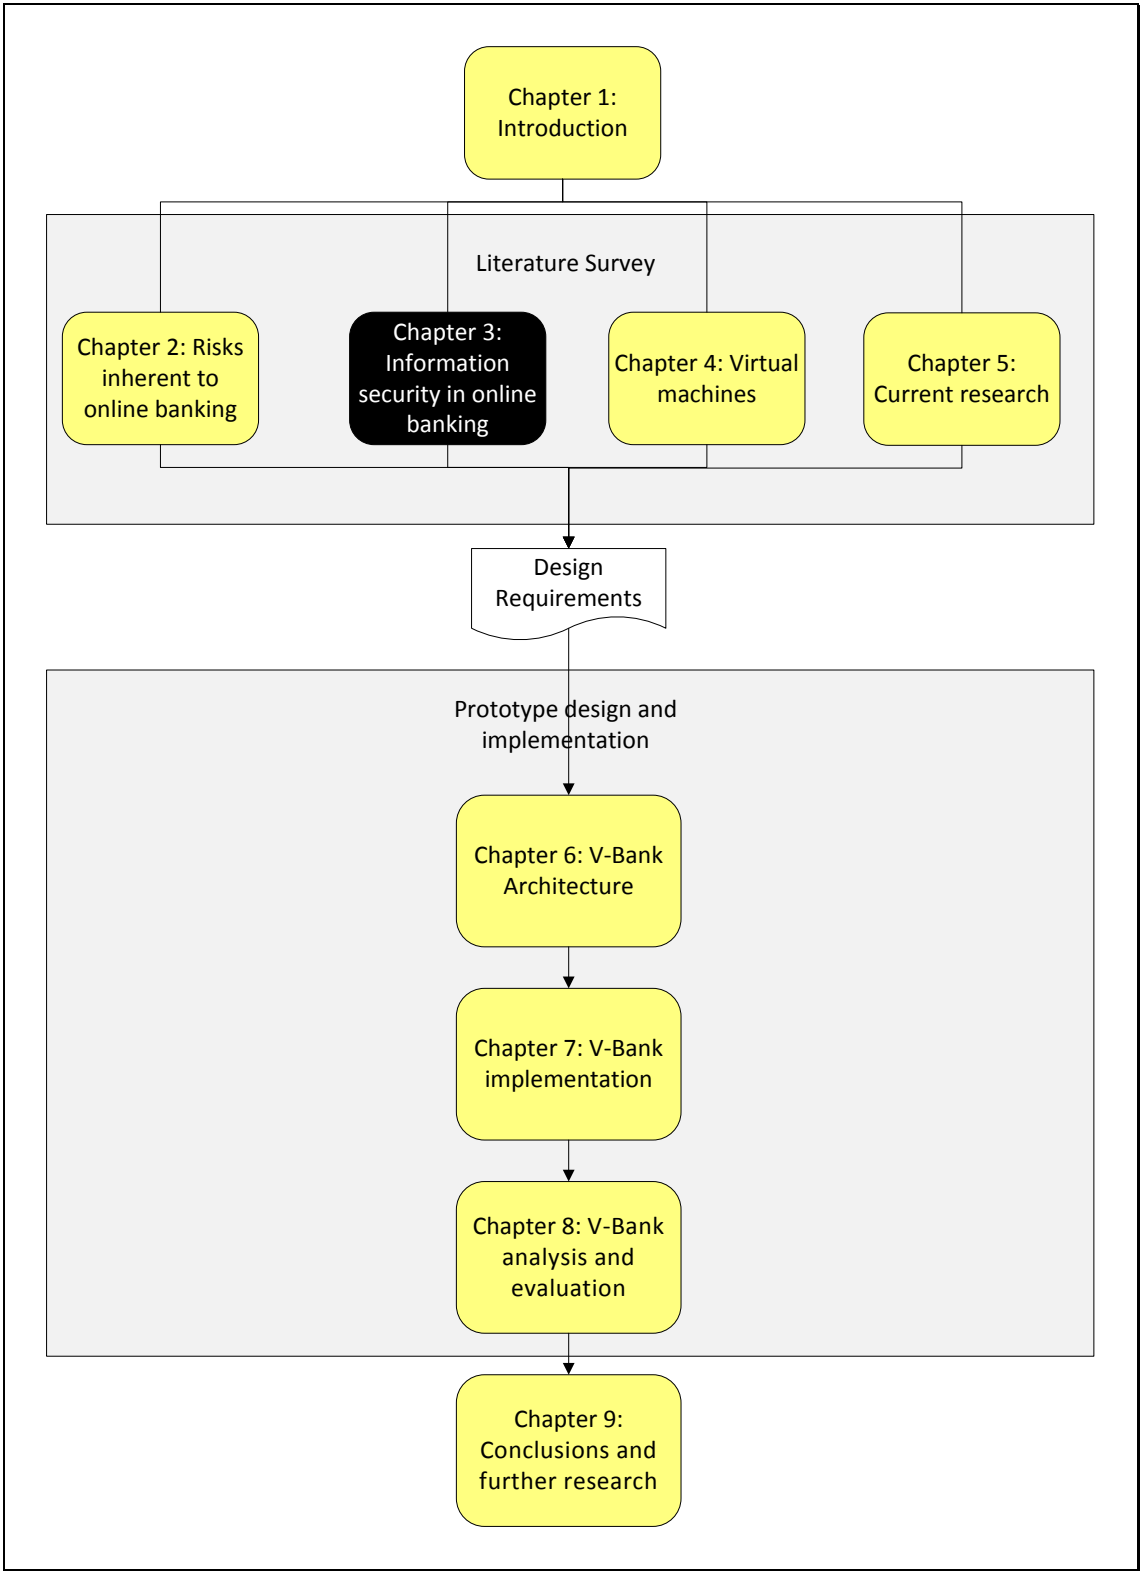 Chapter 1:
Introduction
Literature Survey
Chapter 2: Risks
inherent to
online banking
Chapter 3:
Information
security in online
banking
Chapter 4: Virtual
machines
Chapter 5:
Current research
Design
Requirements
Prototype design and
implementation
Chapter 6: V-Bank
Architecture
Chapter 7: V-Bank
implementation
Chapter 8: V-Bank
analysis and
evaluation
Chapter 9:
Conclusions and
further research